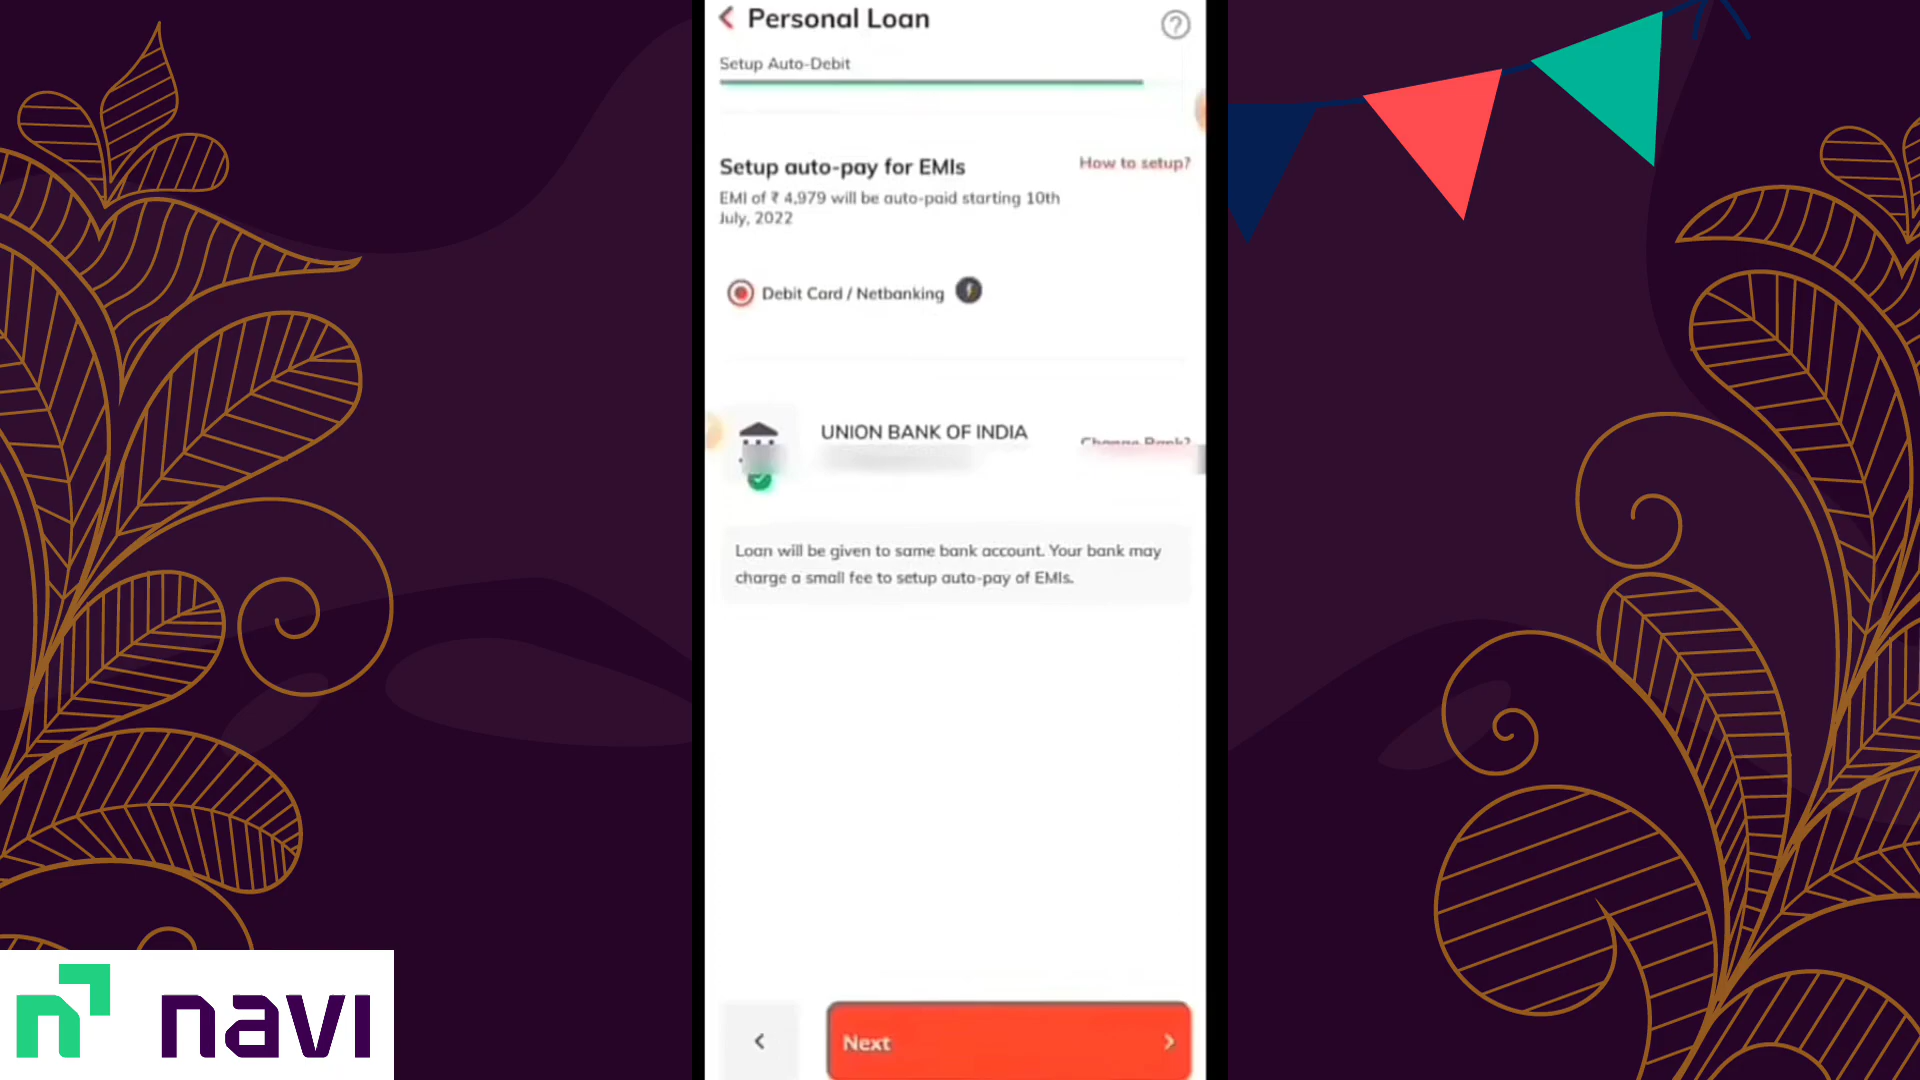 Personal Loan
Setup Auto-Debit
Setup auto-pay for EMIs
How to setup?
EMI of ₹ 4,979 will be auto-paid starting 10th
July, 2022
Debit Card / Netbanking
UNION BANK OF INDIA
Change Bank?
Loan will be given to same bank account. Your bank may
charge a small fee to setup auto-pay of EMIs.
Next
navi